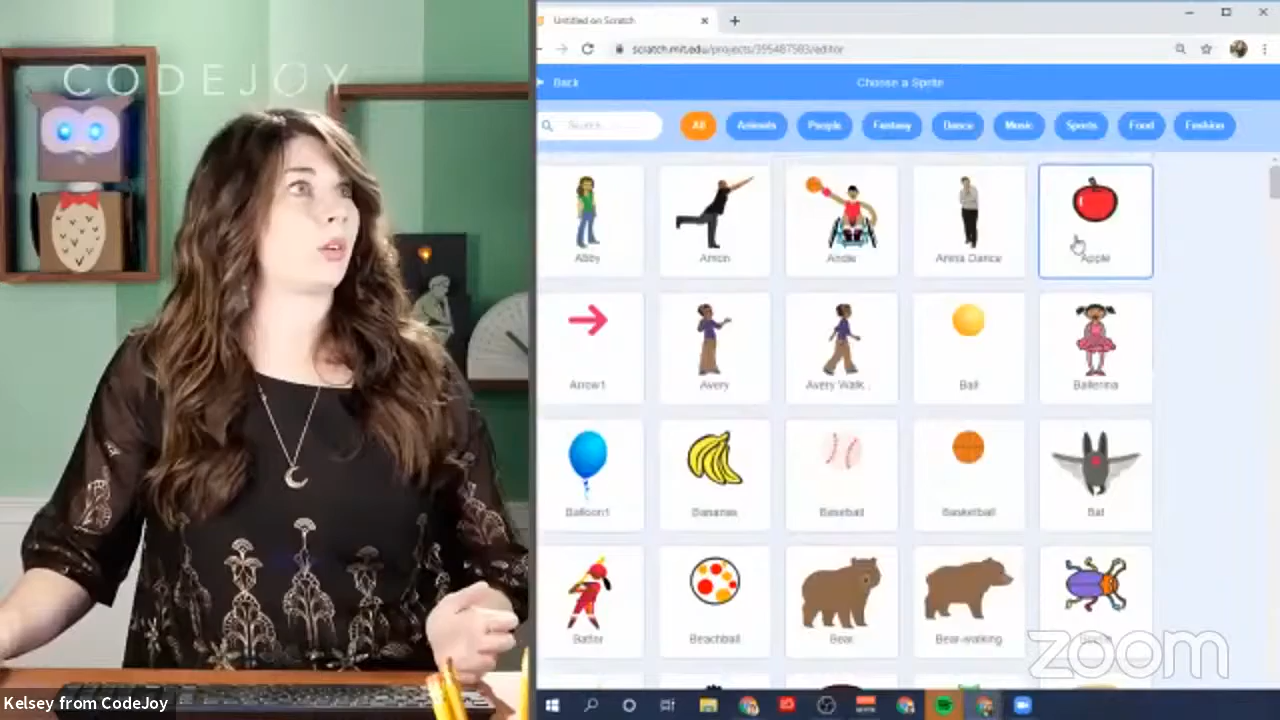 CODEJOY
Untitled on Scratch
scratch.mit.edu/projects/395487583/editor
Back
Choose a Sprite
Search
All
Animals
People
Fantasy
Dance
Music
Sports
Food
Fashion
Abby
Amon
Andie
Anina Dance
Apple
Arrow1
Avery
Avery Walk..
Ball
Ballerina
Balloon1
Bananas
Baseball
Basketball
Bat
Batter
Beachball
Bear
Bear-walking
zoom
Kelsey from CodeJoy